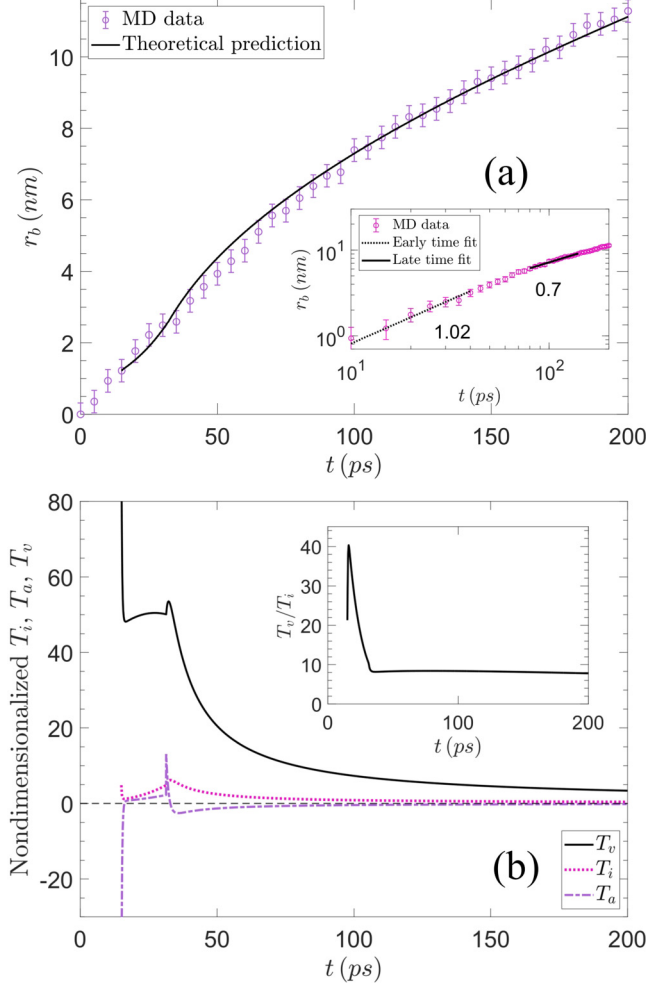 MD data
Theoretical prediction
10
8
6
4
2
0
r_b (nm)
(a)
MD data
Early time fit
Late time fit
10^1
10^0
r_b (nm)
0.7
1.02
10^1
10^2
t (ps)
0
50
100
150
200
t (ps)
80
60
40
20
0
-20
Nondimensionalized T_i, T_a, T_v
40
30
20
10
0
T_v/T_i
0
100
200
t (ps)
(b)
T_v
T_i
T_a
0
50
100
150
200
t (ps)